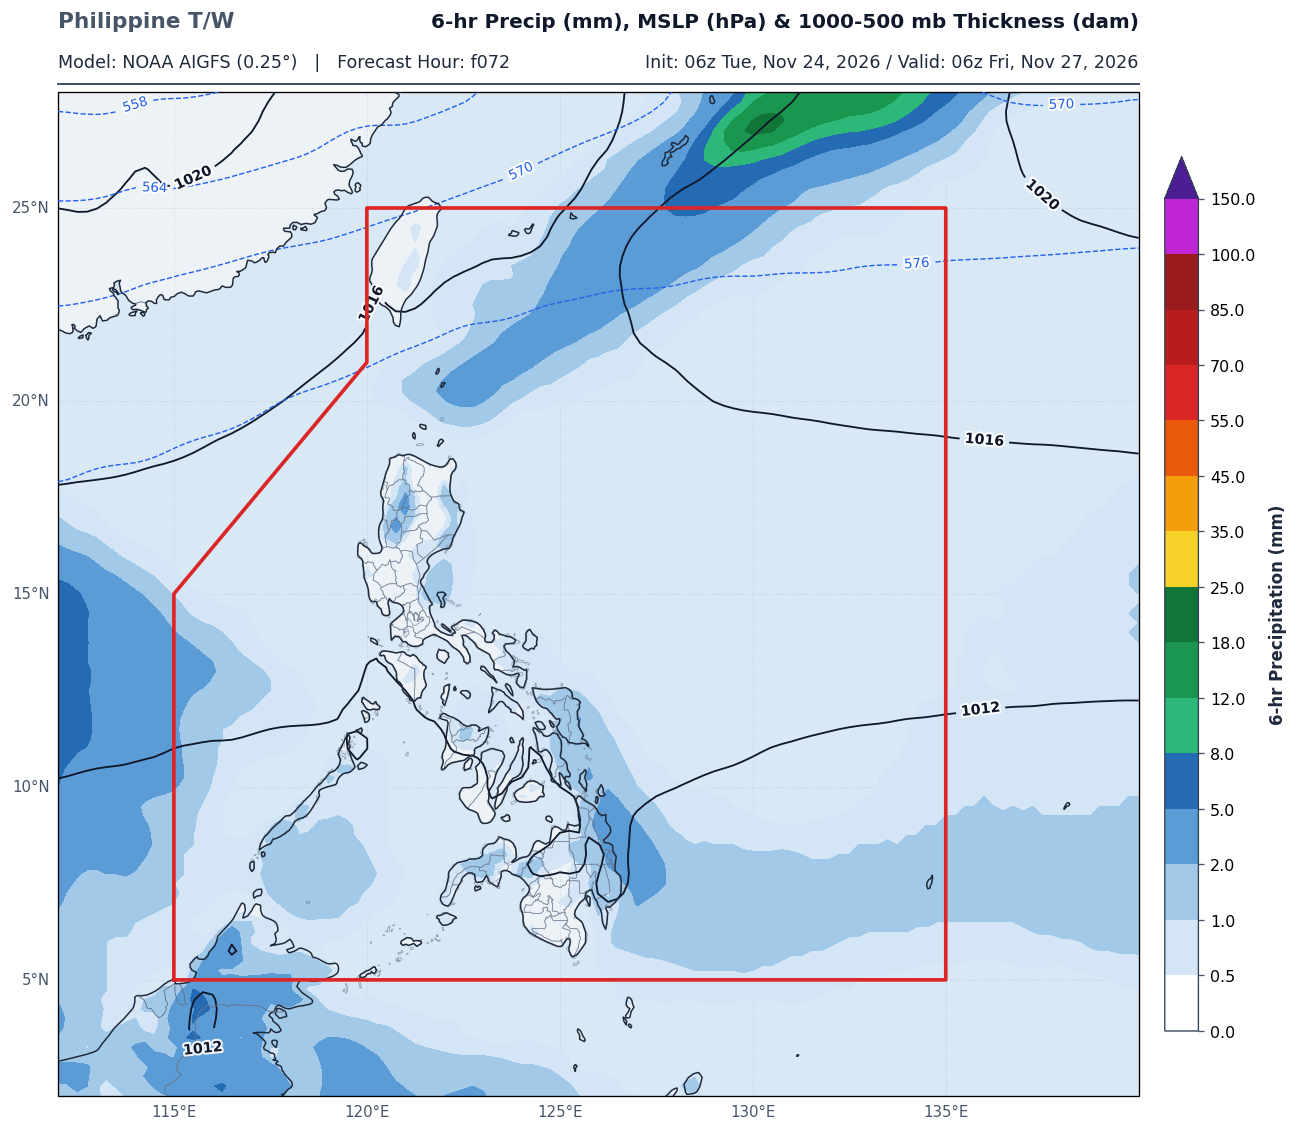 Philippine T/W
6-hr Precip (mm), MSLP (hPa) & 1000-500 mb Thickness (dam)
Model: NOAA AIGFS (0.25°)   |   Forecast Hour: f072
Init: 06z Tue, Nov 24, 2026 / Valid: 06z Fri, Nov 27, 2026
558
570
570
564
1020
1020
576
1016
1016
1012
1012
25°N
20°N
15°N
10°N
5°N
115°E
120°E
125°E
130°E
135°E
150.0
100.0
85.0
70.0
55.0
45.0
35.0
25.0
18.0
12.0
8.0
5.0
2.0
1.0
0.5
0.0
6-hr Precipitation (mm)